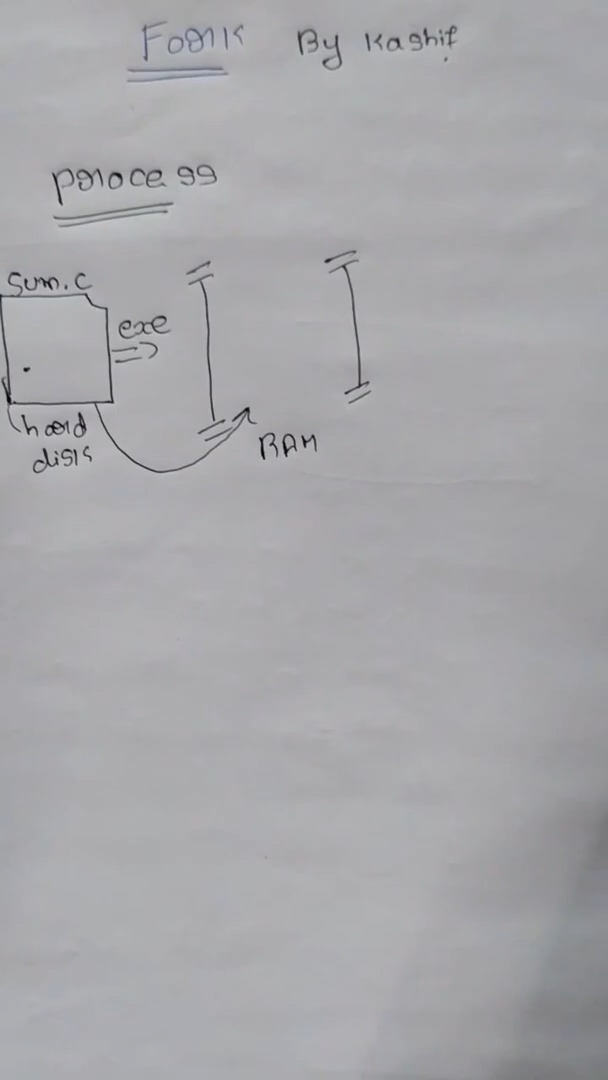 Fork By Kashif
process
sum.c
exe
hard
disk
RAM